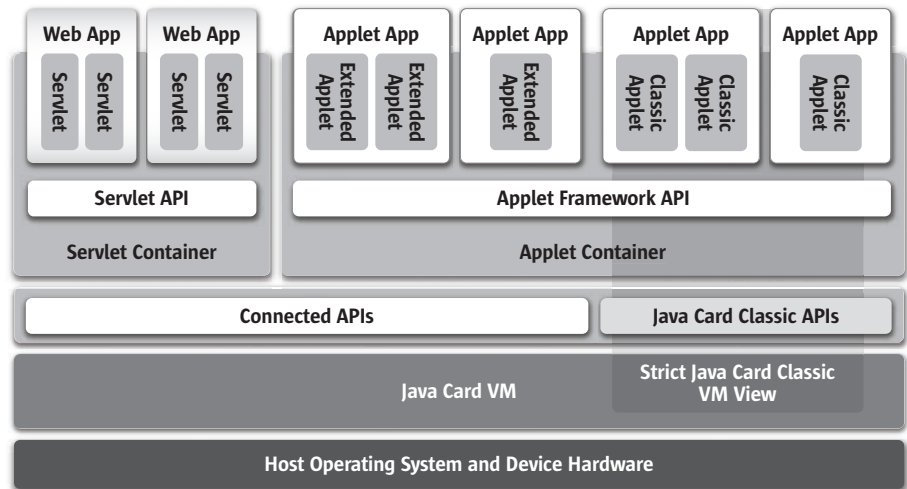 Web App
Web App
Applet App
Applet App
Applet App
Applet App
Servlet
Servlet
Servlet
Servlet
Extended
Applet
Extended
Applet
Extended
Applet
Classic
Applet
Classic
Applet
Classic
Applet
Servlet API
Applet Framework API
Servlet Container
Applet Container
Connected APIs
Java Card Classic APIs
Java Card VM
Strict Java Card Classic
VM View
Host Operating System and Device Hardware